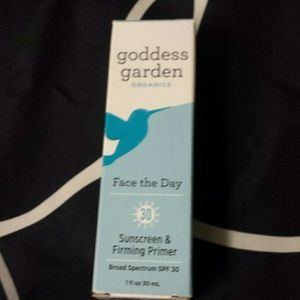 goddess
garden
ORGANICS
Face the Day
30
Sunscreen &
Firming Primer
Broad Spectrum SPF 30
1 fl oz 30 mL